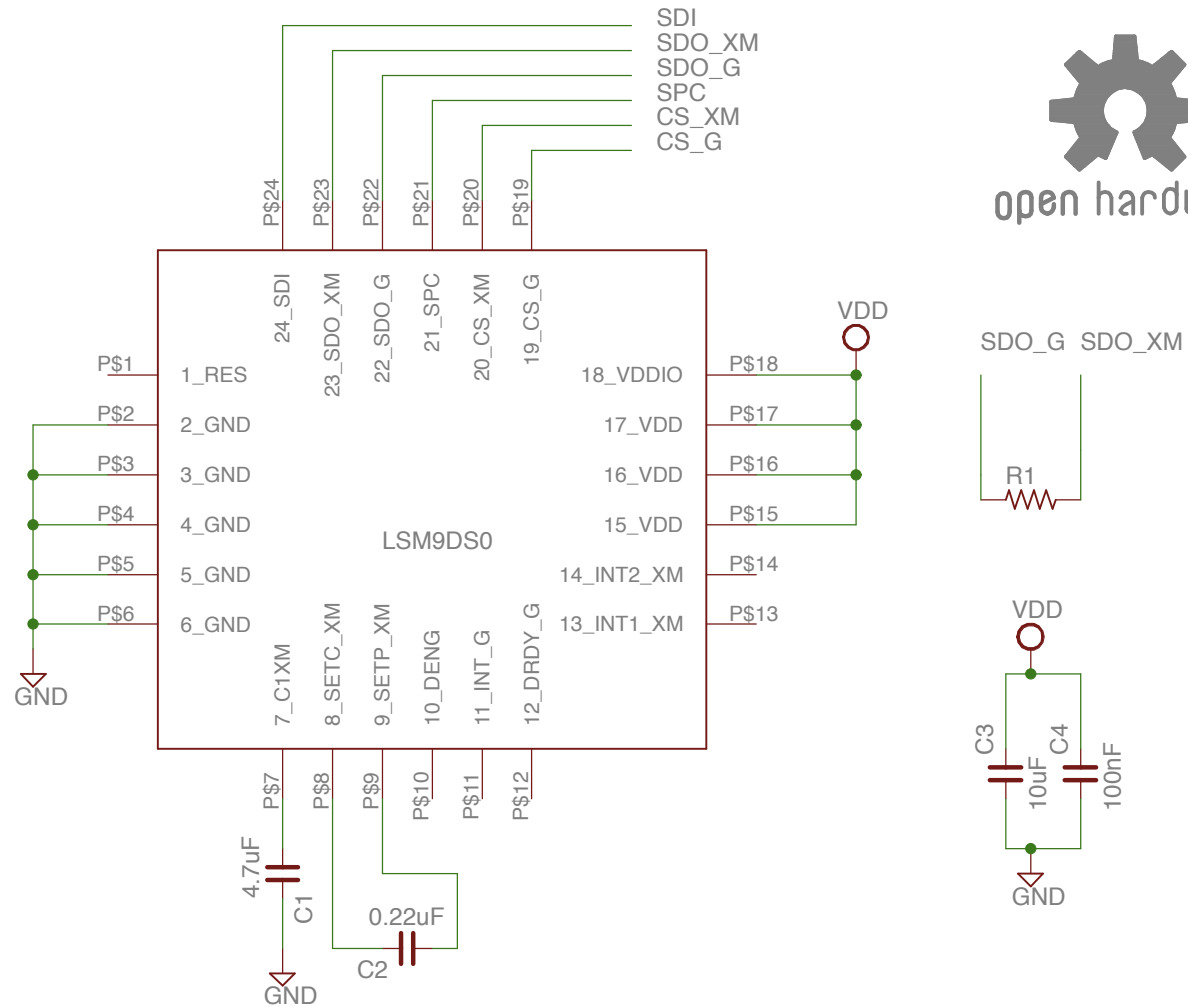 SDI
SDO_XM
SDO_G
SPC
CS_XM
CS_G
P$24
P$23
P$22
P$21
P$20
P$19
open hard
24_SDI
23_SDO_XM
22_SDO_G
21_SPC
20_CS_XM
19_CS_G
VDD
SDO_G SDO_XM
P$1
1_RES
18_VDDIO
P$18
P$2
2_GND
17_VDD
P$17
P$3
3_GND
16_VDD
P$16
R1
P$4
4_GND
15_VDD
P$15
LSM9DS0
P$5
5_GND
14_INT2_XM
P$14
P$6
6_GND
13_INT1_XM
P$13
VDD
GND
7_C1XM
8_SETC_XM
9_SETP_XM
10_DENG
11_INT_G
12_DRDY_G
P$7
P$8
P$9
P$10
P$11
P$12
C3
10uF
C4
100nF
GND
4.7uF
C1
0.22uF
C2
GND